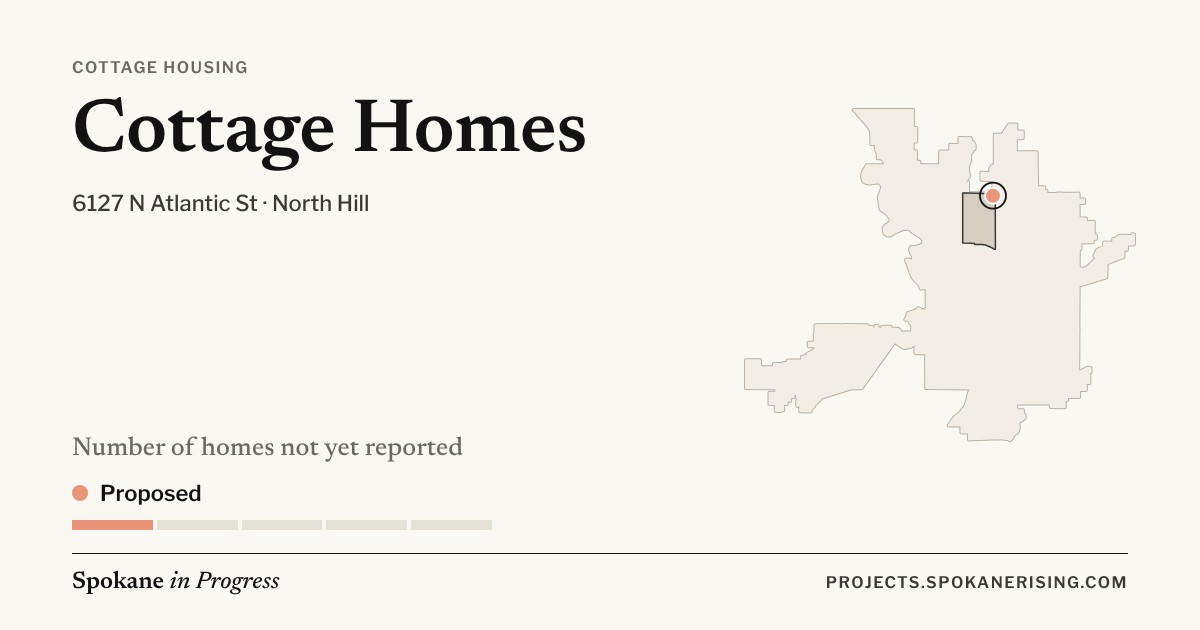 COTTAGE HOUSING
Cottage Homes
6127 N Atlantic St · North Hill
Number of homes not yet reported
Proposed
Spokane in Progress
PROJECTS.SPOKANERISING.COM